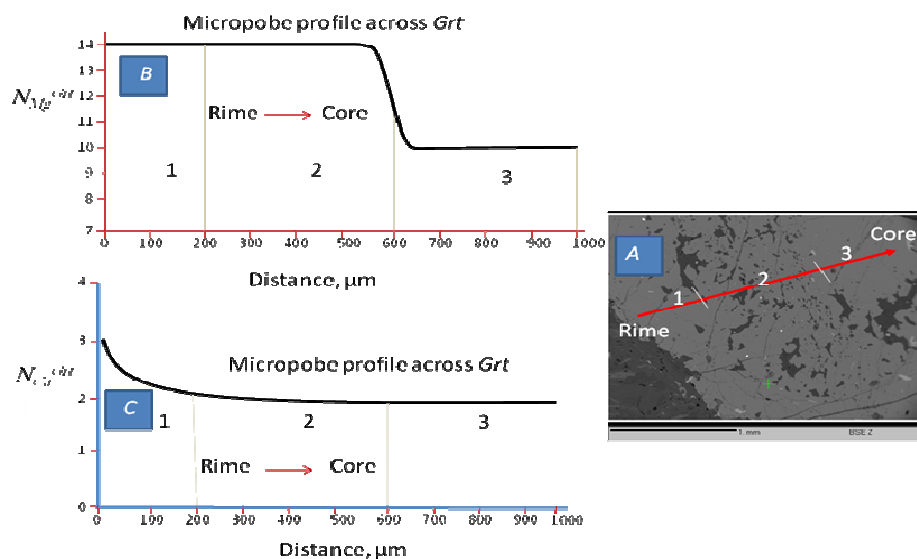 Micropobe profile across Grt
14
13
12
11
10
9
8
7
B
Rime Core
1 2 3
0 100 200 300 400 500 600 700 800 900 1000
Distance, µm
4
3
.2
1
0
Micropobe profile across Grt
C
1 2 3
Rime Core
0 100 200 300 400 500 600 700 800 900 1000
Distance, µm
A
Core
3
2
1
Rime
1 mm BSE Z